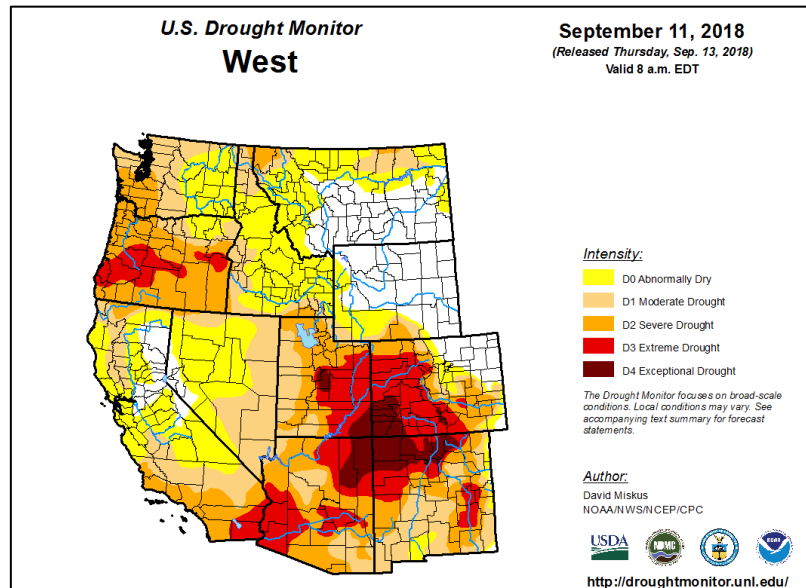 U.S. Drought Monitor
West
September 11, 2018
(Released Thursday, Sep. 13, 2018)
Valid 8 a.m. EDT
Intensity:
D0 Abnormally Dry
D1 Moderate Drought
D2 Severe Drought
D3 Extreme Drought
D4 Exceptional Drought
The Drought Monitor focuses on broad-scale
conditions. Local conditions may vary. See
accompanying text summary for forecast
statements.
Author:
David Miskus
NOAA/NWS/NCEP/CPC
USDA
NDMC
http://droughtmonitor.unl.edu/